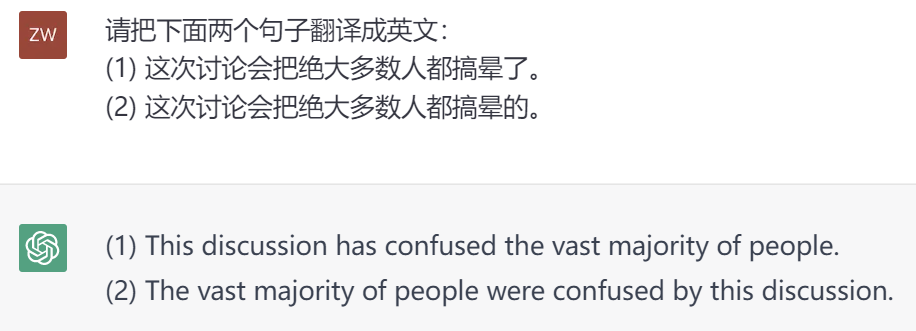 ZW
请把下面两个句子翻译成英文：
(1) 这次讨论会把绝大多数人都搞晕了。
(2) 这次讨论会把绝大多数人都搞晕的。
(1) This discussion has confused the vast majority of people.
(2) The vast majority of people were confused by this discussion.